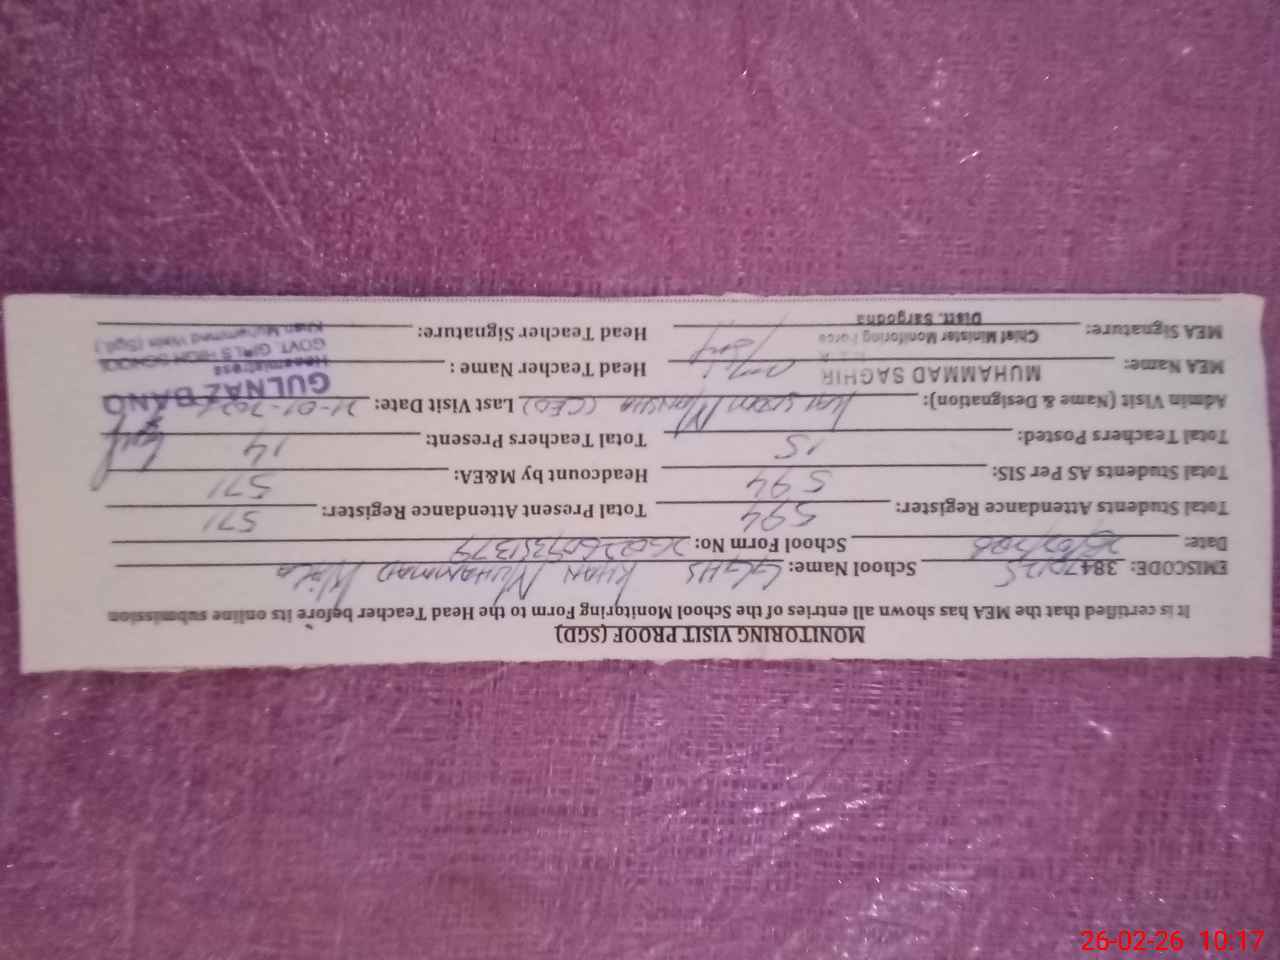 MONITORING VISIT PROOF (SGD)
It is certified that the MEA has shown all entries of the School Monitoring Form to the Head Teacher before its online submission
EMISCODE: 38470125 School Name: GGHS KHAN MUHAMMAD Wala
Date: School Form No:
Students Attendance Register: 594 Total Present Attendance Register: 571
Total Students AS Per SIS: 594 Headcount by M&EA: 571
Total Teachers Posted: 15 Total Teachers Present: 14
Admin Visit (Name & Designation): (CEO) Last Visit Date:
MEA Name: MUHAMMAD SAGHIR Head Teacher Name : GULNAZ BANO
Headmistress
MEA Signature: Chief Minister Monitoring Force Head Teacher Signature: GOVT. GIRLS HIGH SCHOOL
Distt. Sargodha Khan Muhammad Wala (Sgd.)
26-02-26 10:17